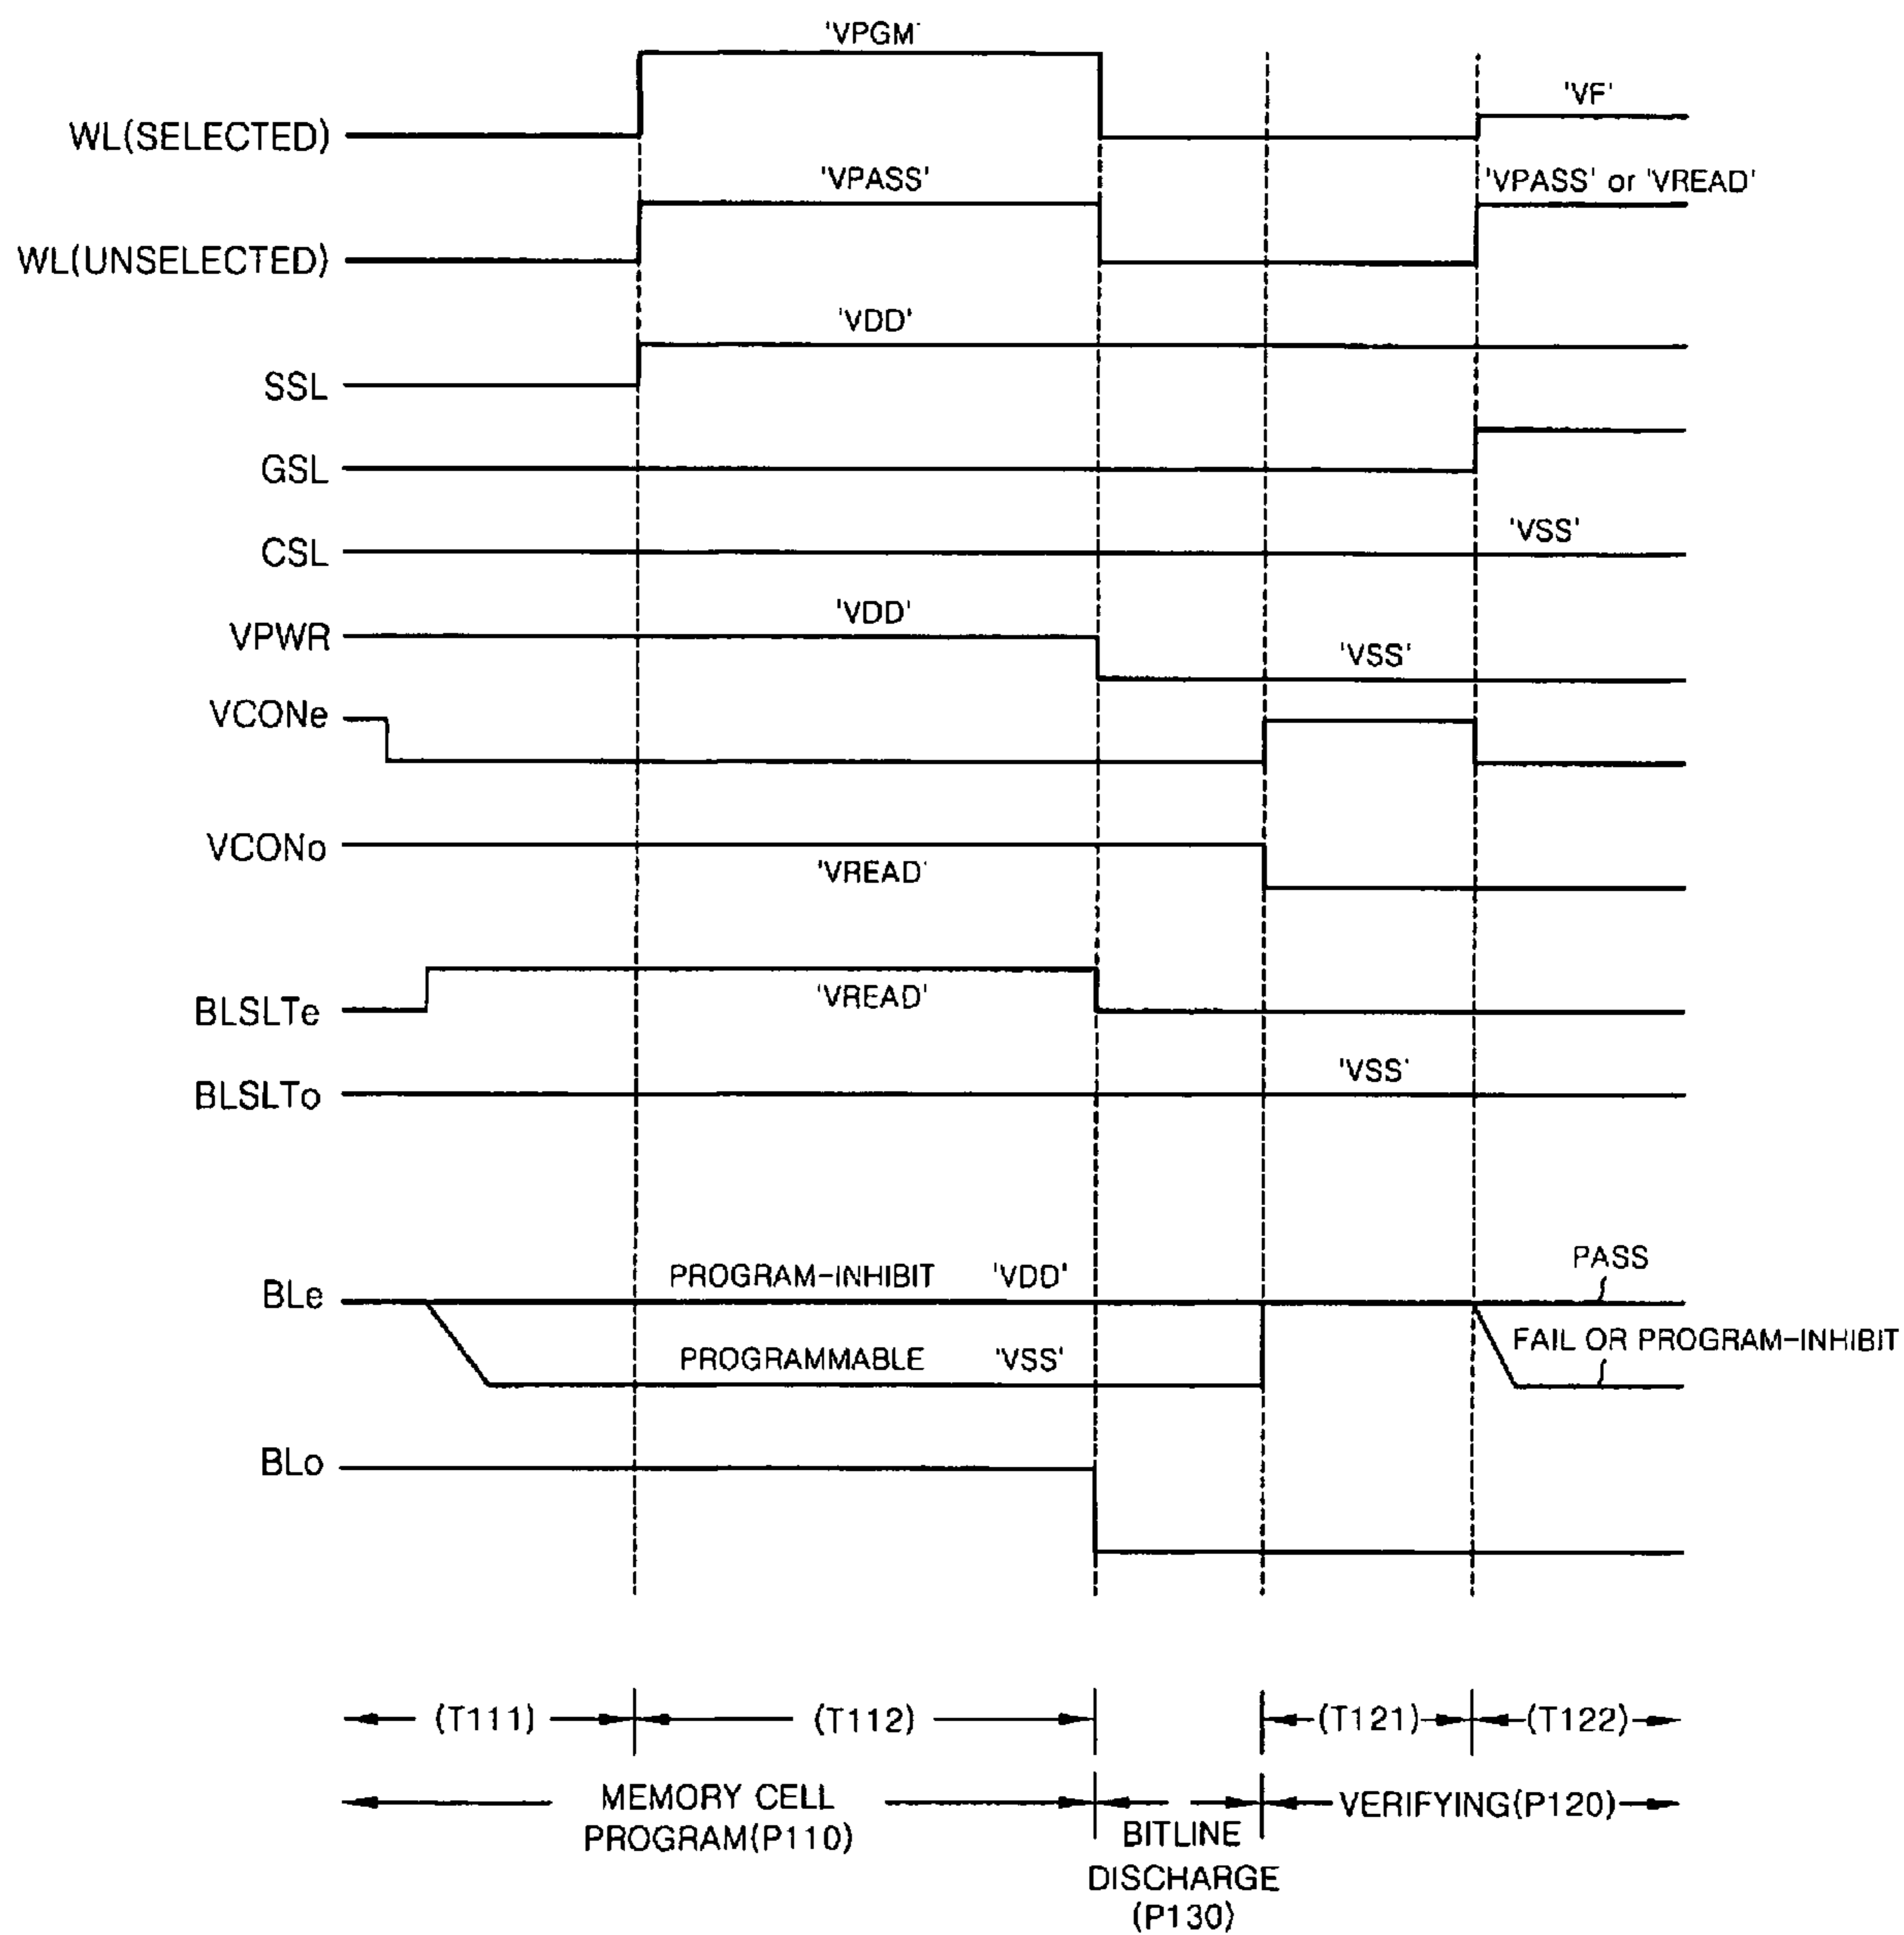 'VPGM'
WL(SELECTED)
'VF'
'VPASS'
'VPASS' or 'VREAD'
WL(UNSELECTED)
'VDD'
SSL
GSL
CSL
'VSS'
VPWR
'VDD'
'VSS'
VCONe
VCONo
'VREAD'
BLSLTe
'VREAD'
BLSLTo
'VSS'
PASS
BLe
PROGRAM-INHIBIT 'VDD'
FAIL OR PROGRAM-INHIBIT
PROGRAMMABLE 'VSS'
BLo
(T111) (T112) (T121) (T122)
MEMORY CELL
PROGRAM(P110)
BITLINE
DISCHARGE
(P130)
VERIFYING(P120)